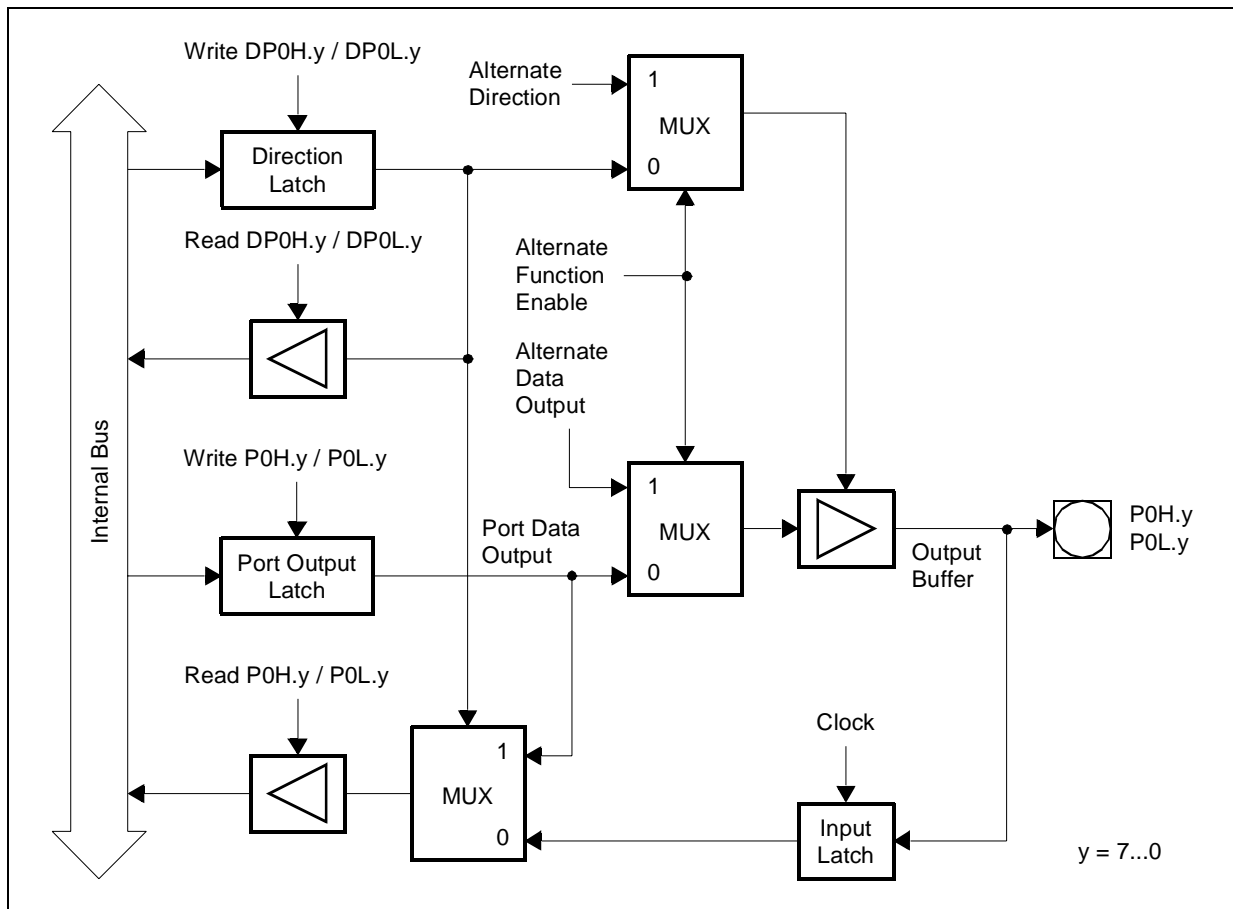 Write DP0H.y / DP0L.y
Alternate
Direction
1
MUX
0
Direction
Latch
Read DP0H.y / DP0L.y
Alternate
Function
Enable
Alternate
Data
Output
Internal Bus
Write P0H.y / P0L.y
Port Data
Output
1
MUX
0
Port Output
Latch
Output
Buffer
P0H.y
P0L.y
Read P0H.y / P0L.y
1
MUX
0
Clock
Input
Latch
y = 7...0